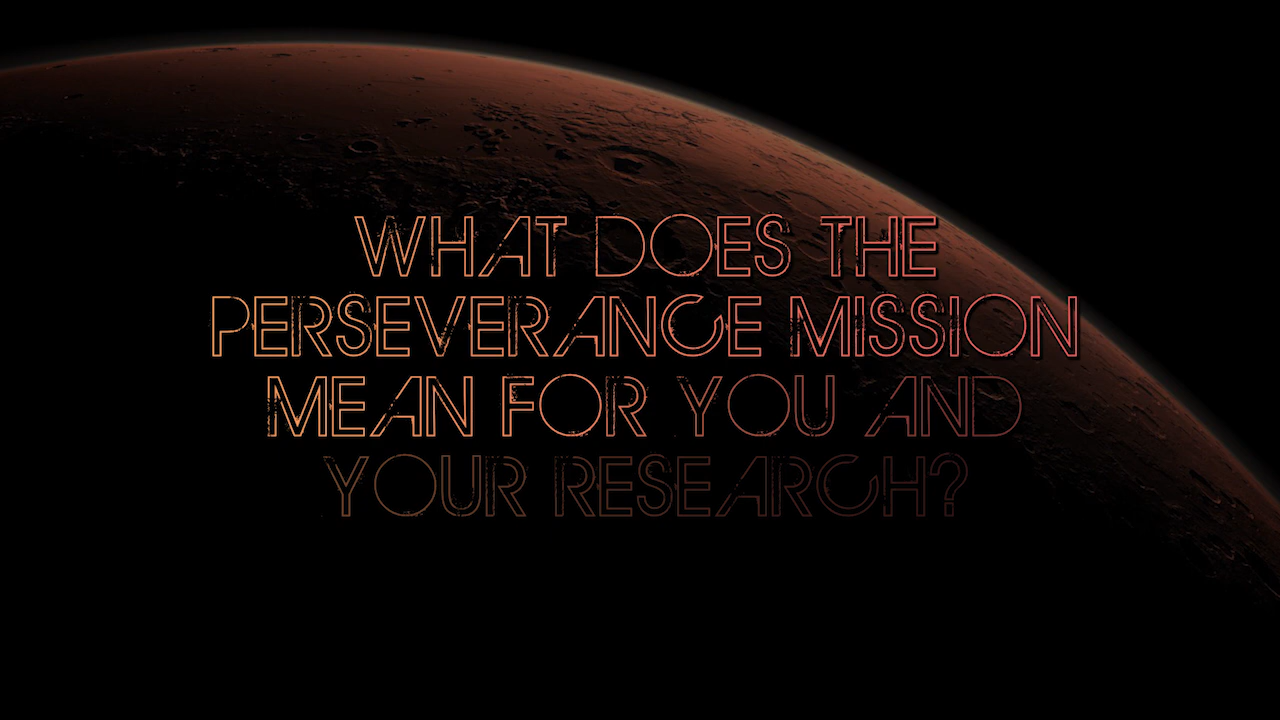 WHAT DOES THE
PERSEVERANCE MISSION
MEAN FOR YOU AND
YOUR RESEARCH?